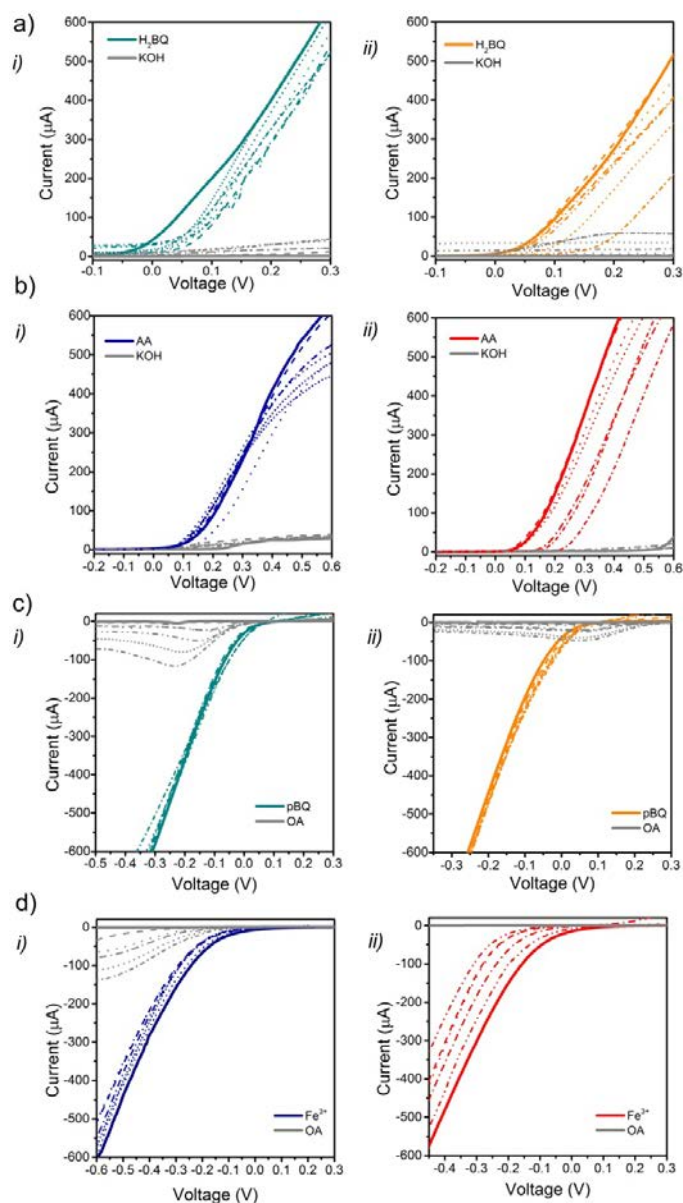 a)
i)
H₂BQ
KOH
Current (µA)
600
500
400
300
200
100
0
-0.1 0.0 0.1 0.2 0.3
Voltage (V)
ii)
H₂BQ
KOH
Current (µA)
600
500
400
300
200
100
0
-0.1 0.0 0.1 0.2 0.3
Voltage (V)
b)
i)
AA
KOH
Current (µA)
600
500
400
300
200
100
0
-0.2 -0.1 0.0 0.1 0.2 0.3 0.4 0.5 0.6
Voltage (V)
ii)
AA
KOH
Current (µA)
600
500
400
300
200
100
0
-0.2 -0.1 0.0 0.1 0.2 0.3 0.4 0.5 0.6
Voltage (V)
c)
i)
Current (µA)
0
-100
-200
-300
-400
-500
-600
pBQ
OA
-0.5 -0.4 -0.3 -0.2 -0.1 0.0 0.1 0.2 0.3
Voltage (V)
ii)
Current (µA)
0
-100
-200
-300
-400
-500
-600
pBQ
OA
-0.3 -0.2 -0.1 0.0 0.1 0.2 0.3
Voltage (V)
d)
i)
Current (µA)
0
-100
-200
-300
-400
-500
-600
Fe³⁺
OA
-0.6 -0.5 -0.4 -0.3 -0.2 -0.1 0.0 0.1 0.2 0.3
Voltage (V)
ii)
Current (µA)
0
-100
-200
-300
-400
-500
-600
Fe³⁺
OA
-0.4 -0.3 -0.2 -0.1 0.0 0.1 0.2 0.3
Voltage (V)